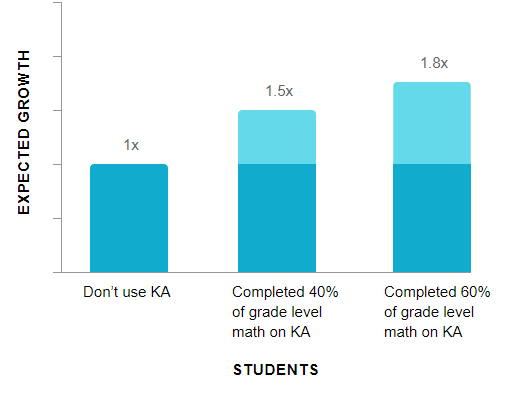 EXPECTED GROWTH
1x
1.5x
1.8x
Don't use KA
Completed 40%
of grade level
math on KA
Completed 60%
of grade level
math on KA
STUDENTS